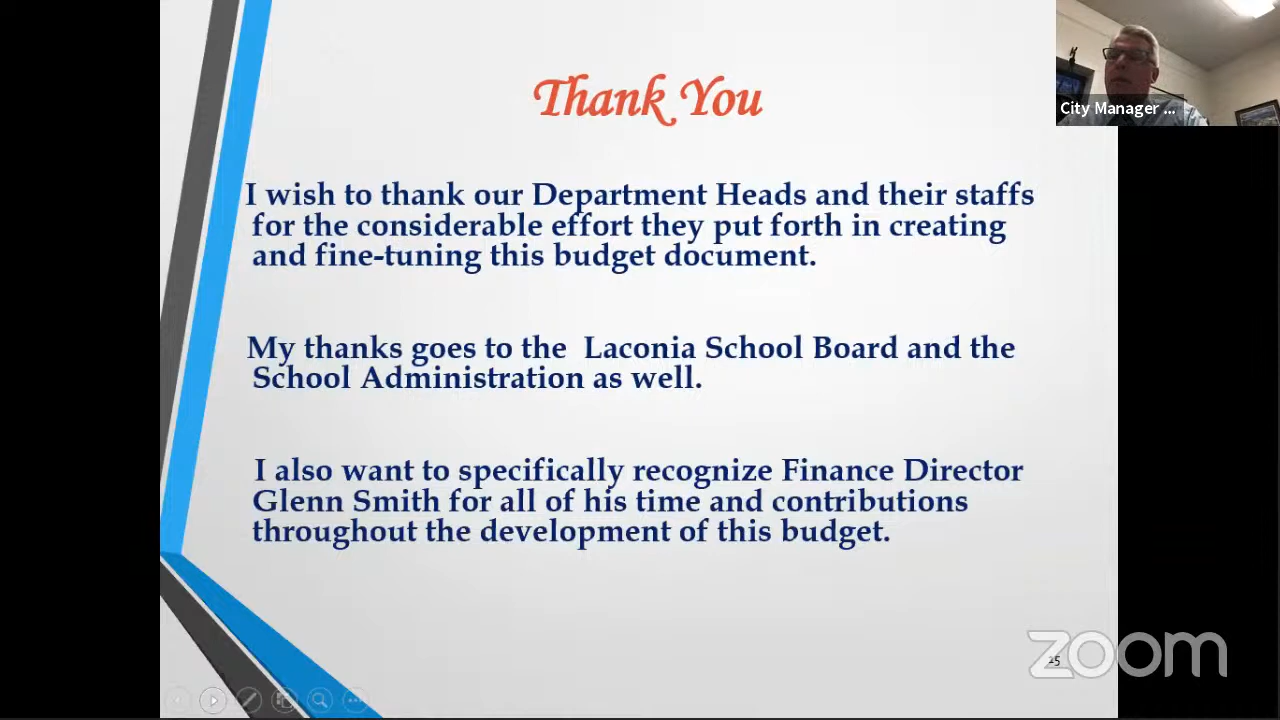 Thank You
City Manager ...
I wish to thank our Department Heads and their staffs
for the considerable effort they put forth in creating
and fine-tuning this budget document.
My thanks goes to the Laconia School Board and the
School Administration as well.
I also want to specifically recognize Finance Director
Glenn Smith for all of his time and contributions
throughout the development of this budget.
25
zoom